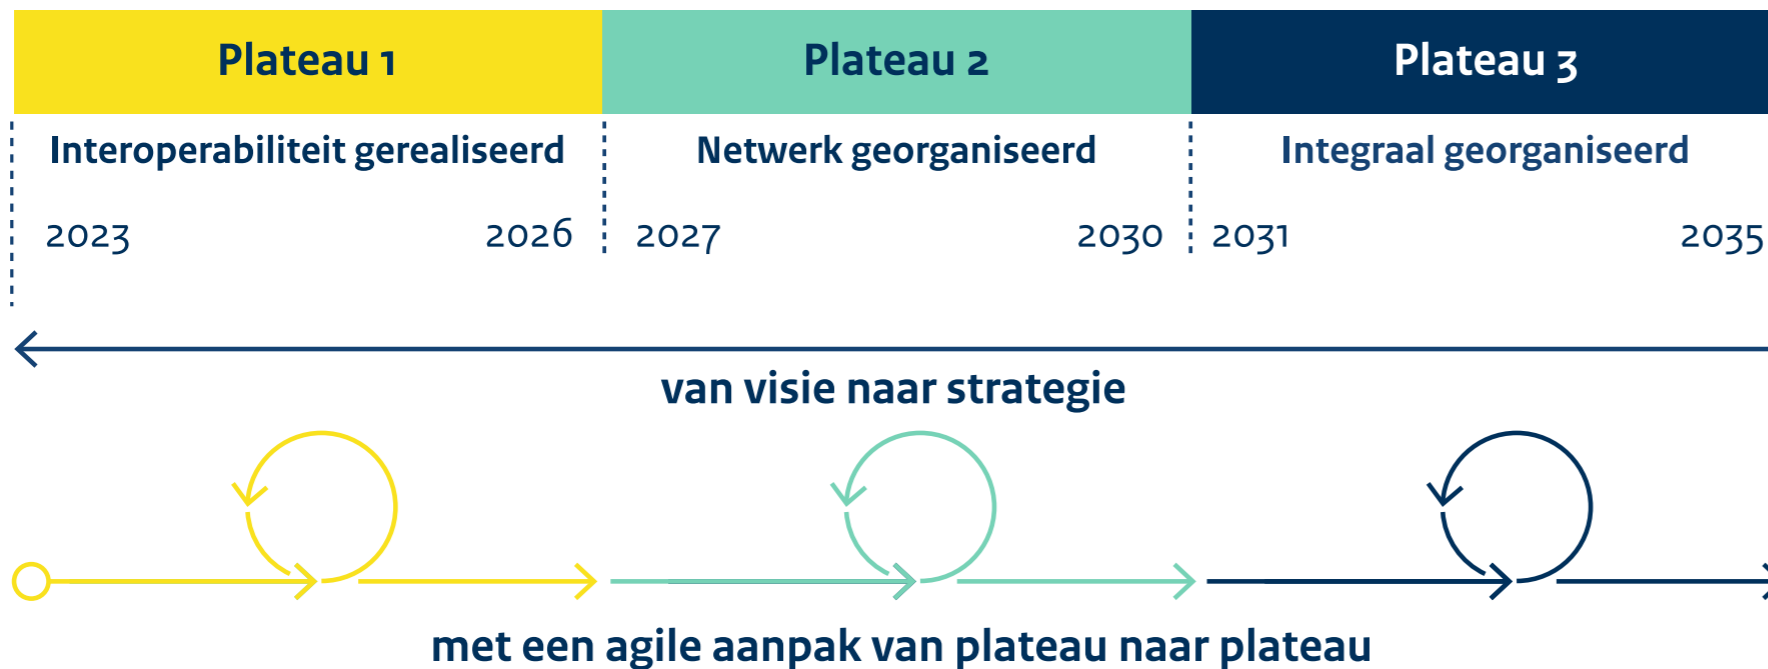 Plateau 1 Plateau 2 Plateau 3
Interoperabiliteit gerealiseerd Netwerk georganiseerd Integraal georganiseerd
2023 2026 2027 2030 2031 2035
van visie naar strategie
met een agile aanpak van plateau naar plateau